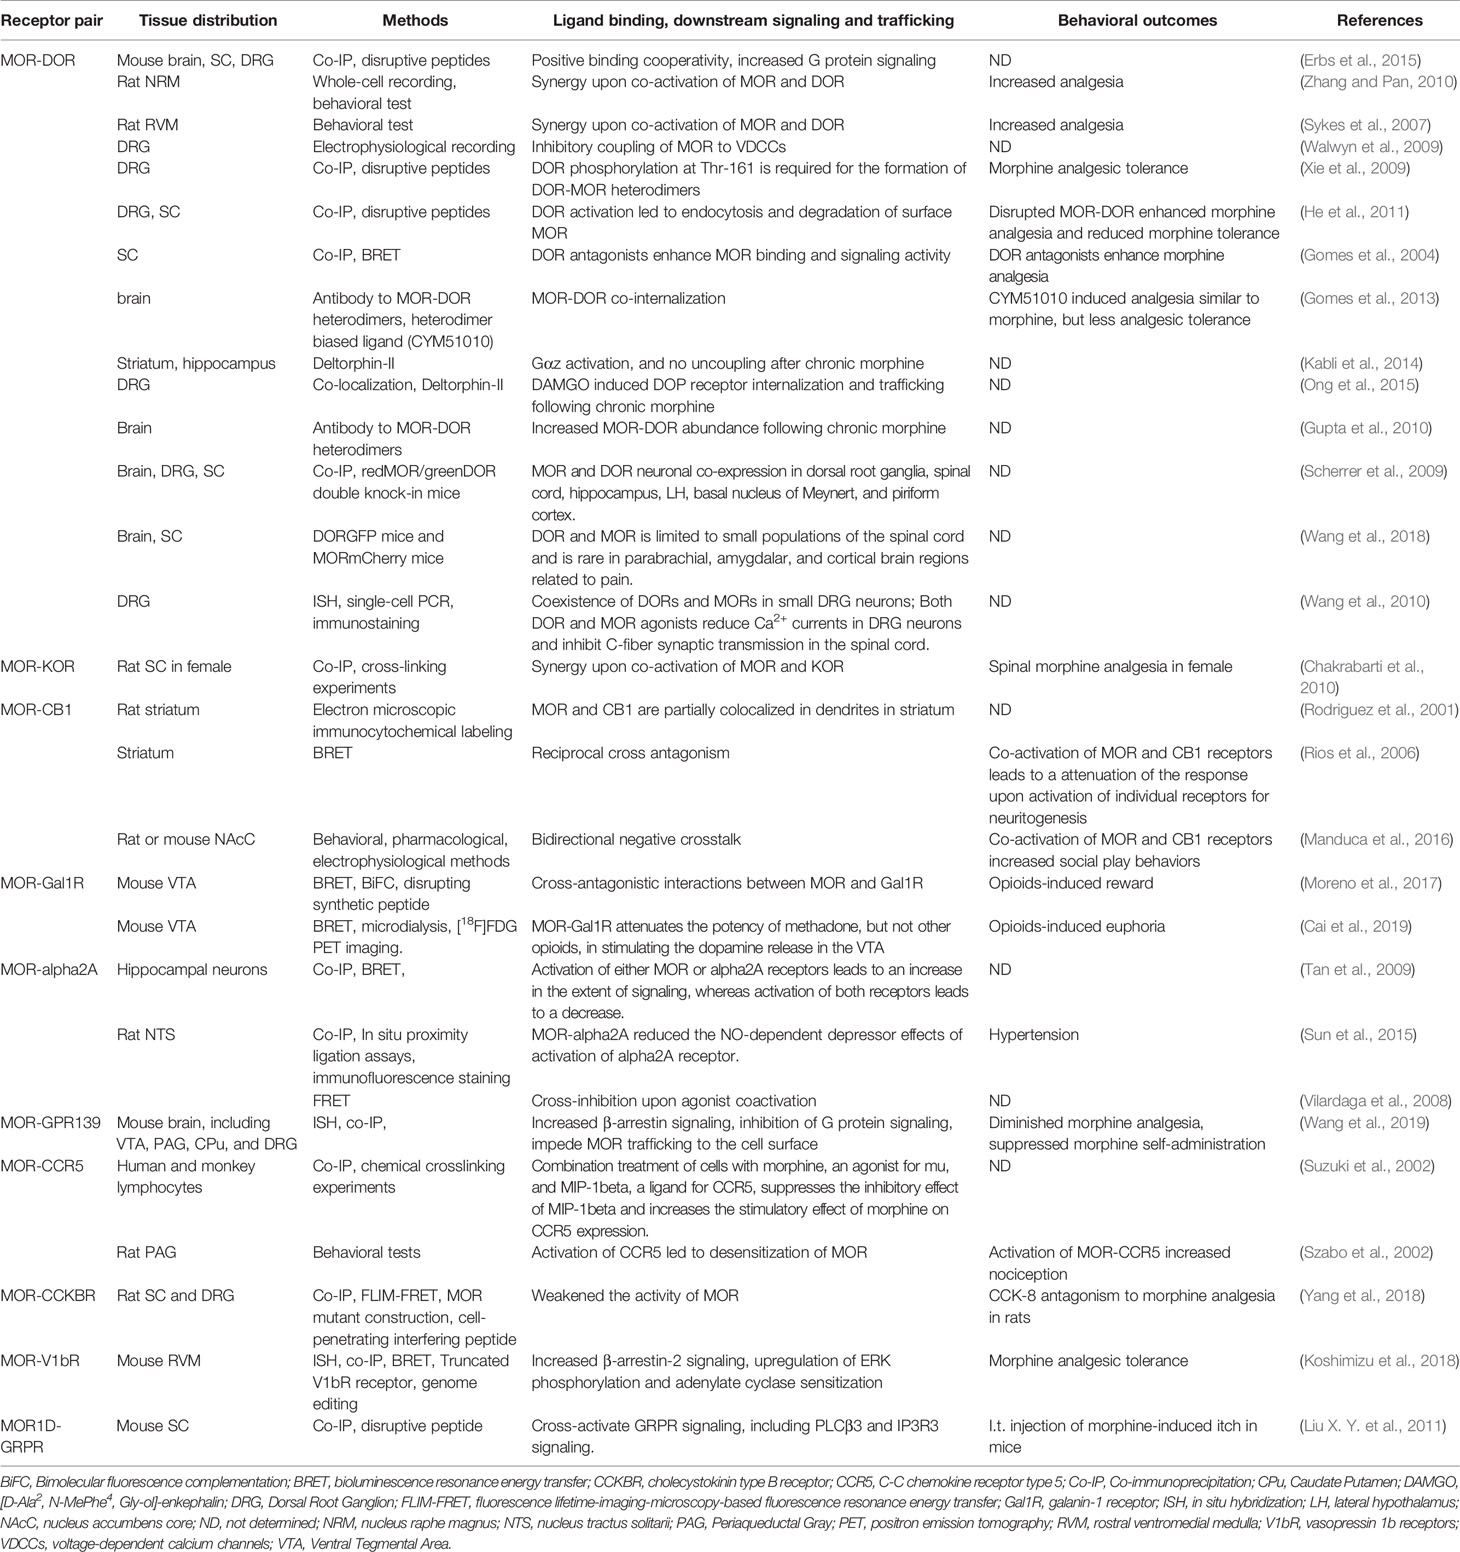 Receptor pair Tissue distribution Methods Ligand binding, downstream signaling and trafficking Behavioral outcomes References
MOR-DOR Mouse brain, SC, DRG Co-IP, disruptive peptides Positive binding cooperativity, increased G protein signaling ND (Erbs et al., 2015)
Rat NRM Whole-cell recording, Synergy upon co-activation of MOR and DOR Increased analgesia (Zhang and Pan, 2010)
behavioral test
Rat RVM Behavioral test Synergy upon co-activation of MOR and DOR Increased analgesia (Sykes et al., 2007)
DRG Electrophysiological recording Inhibitory coupling of MOR to VDCCs ND (Walwyn et al., 2009)
DRG Co-IP, disruptive peptides DOR phosphorylation at Thr-161 is required for the formation of Morphine analgesic tolerance (Xie et al., 2009)
DOR-MOR heterodimers
DRG, SC Co-IP, disruptive peptides DOR activation led to endocytosis and degradation of surface Disrupted MOR-DOR enhanced morphine (He et al., 2011)
MOR analgesia and reduced morphine tolerance
SC Co-IP, BRET DOR antagonists enhance MOR binding and signaling activity DOR antagonists enhance morphine (Gomes et al., 2004)
analgesia
brain Antibody to MOR-DOR MOR-DOR co-internalization CYM51010 induced analgesia similar to (Gomes et al., 2013)
heterodimers, heterodimer morphine, but less analgesic tolerance
biased ligand (CYM51010)
Striatum, hippocampus Deltorphin-II Gαz activation, and no uncoupling after chronic morphine ND (Kabli et al., 2014)
DRG Co-localization, Deltorphin-II DAMGO induced DOP receptor internalization and trafficking ND (Ong et al., 2015)
following chronic morphine
Brain Antibody to MOR-DOR Increased MOR-DOR abundance following chronic morphine ND (Gupta et al., 2010)
heterodimers
Brain, DRG, SC Co-IP, redMOR/greenDOR MOR and DOR neuronal co-expression in dorsal root ganglia, spinal ND (Scherrer et al., 2009)
double knock-in mice cord, hippocampus, LH, basal nucleus of Meynert, and piriform
cortex.
Brain, SC DORGFP mice and DOR and MOR is limited to small populations of the spinal cord ND (Wang et al., 2018)
MORmCherry mice and is rare in parabrachial, amygdalar, and cortical brain regions
related to pain.
DRG ISH, single-cell PCR, Coexistence of DORs and MORs in small DRG neurons; Both ND (Wang et al., 2010)
immunostaining DOR and MOR agonists reduce Ca2+ currents in DRG neurons
and inhibit C-fiber synaptic transmission in the spinal cord.
MOR-KOR Rat SC in female Co-IP, cross-linking Synergy upon co-activation of MOR and KOR Spinal morphine analgesia in female (Chakrabarti et al.,
experiments 2010)
MOR-CB1 Rat striatum Electron microscopic MOR and CB1 are partially colocalized in dendrites in striatum ND (Rodriguez et al., 2001)
immunocytochemical labeling
Striatum BRET Reciprocal cross antagonism Co-activation of MOR and CB1 receptors (Rios et al., 2006)
leads to a attenuation of the response
upon activation of individual receptors for
neuritogenesis
Rat or mouse NAcC Behavioral, pharmacological, Bidirectional negative crosstalk Co-activation of MOR and CB1 receptors (Manduca et al., 2016)
electrophysiological methods increased social play behaviors
MOR-Gal1R Mouse VTA BRET, BiFC, disrupting Cross-antagonistic interactions between MOR and Gal1R Opioids-induced reward (Moreno et al., 2017)
synthetic peptide
Mouse VTA BRET, microdialysis, [18F]FDG MOR-Gal1R attenuates the potency of methadone, but not other Opioids-induced euphoria (Cai et al., 2019)
PET imaging. opioids, in stimulating the dopamine release in the VTA
MOR-alpha2A Hippocampal neurons Co-IP, BRET, Activation of either MOR or alpha2A receptors leads to an increase ND (Tan et al., 2009)
in the extent of signaling, whereas activation of both receptors leads
to a decrease.
Rat NTS Co-IP, In situ proximity MOR-alpha2A reduced the NO-dependent depressor effects of Hypertension (Sun et al., 2015)
ligation assays, activation of alpha2A receptor.
immunofluorescence staining
FRET Cross-inhibition upon agonist coactivation ND (Vilardaga et al., 2008)
MOR-GPR139 Mouse brain, including ISH, co-IP, Increased β-arrestin signaling, inhibition of G protein signaling, Diminished morphine analgesia, (Wang et al., 2019)
VTA, PAG, CPu, and DRG impede MOR trafficking to the cell surface suppressed morphine self-administration
MOR-CCR5 Human and monkey Co-IP, chemical crosslinking Combination treatment of cells with morphine, an agonist for mu, ND (Suzuki et al., 2002)
lymphocytes experiments and MIP-1beta, a ligand for CCR5, suppresses the inhibitory effect
of MIP-1beta and increases the stimulatory effect of morphine on
CCR5 expression.
Rat PAG Behavioral tests Activation of CCR5 led to desensitization of MOR Activation of MOR-CCR5 increased (Szabo et al., 2002)
nociception
MOR-CCKBR Rat SC and DRG Co-IP, FLIM-FRET, MOR Weakened the activity of MOR CCK-8 antagonism to morphine analgesia (Yang et al., 2018)
mutant construction, cell- in rats
penetrating interfering peptide
MOR-V1bR Mouse RVM ISH, co-IP, BRET, Truncated Increased β-arrestin-2 signaling, upregulation of ERK Morphine analgesic tolerance (Koshimizu et al., 2018)
V1bR receptor, genome phosphorylation and adenylate cyclase sensitization
editing
MOR1D- Mouse SC Co-IP, disruptive peptide Cross-activate GRPR signaling, including PLCβ3 and IP3R3 I.t. injection of morphine-induced itch in (Liu X. Y. et al., 2011)
GRPR signaling. mice
BiFC, Bimolecular fluorescence complementation; BRET, bioluminescence resonance energy transfer; CCKBR, cholecystokinin type B receptor; CCR5, C-C chemokine receptor type 5; Co-IP, Co-immunoprecipitation; CPu, Caudate Putamen; DAMGO,
[D-Ala2, N-MePhe4, Gly-ol]-enkephalin; DRG, Dorsal Root Ganglion; FLIM-FRET, fluorescence lifetime-imaging-microscopy-based fluorescence resonance energy transfer; Gal1R, galanin-1 receptor; ISH, in situ hybridization; LH, lateral hypothalamus;
NAcC, nucleus accumbens core; ND, not determined; NRM, nucleus raphe magnus; NTS, nucleus tractus solitarii; PAG, Periaqueductal Gray; PET, positron emission tomography; RVM, rostral ventromedial medulla; V1bR, vasopressin 1b receptors;
VDCCs, voltage-dependent calcium channels; VTA, Ventral Tegmental Area.